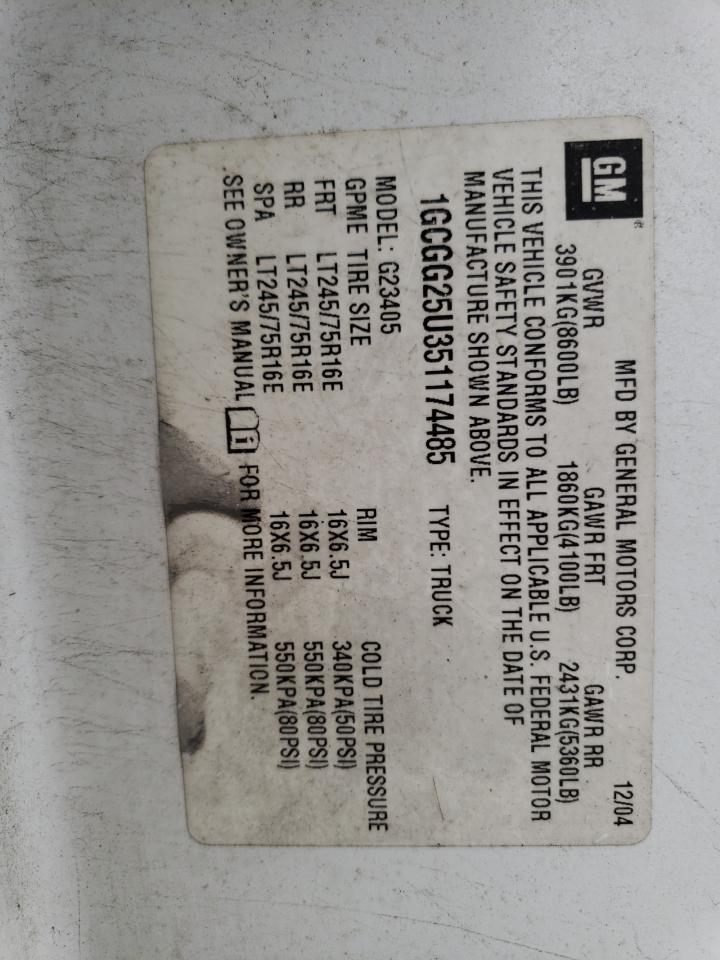 GM
MFD BY GENERAL MOTORS CORP. 12/04
GVWR GAWR FRT GAWR RR
3901KG(8600LB) 1860KG(4100LB) 2431KG(5360LB)
THIS VEHICLE CONFORMS TO ALL APPLICABLE U.S. FEDERAL MOTOR
VEHICLE SAFETY STANDARDS IN EFFECT ON THE DATE OF
MANUFACTURE SHOWN ABOVE.
1GCGG25U351174485 TYPE: TRUCK
MODEL: G23405
GPME TIRE SIZE RIM COLD TIRE PRESSURE
FRT LT245/75R16E 16X6.5J 340KPA(50PSI)
RR LT245/75R16E 16X6.5J 550KPA(80PSI)
SPA LT245/75R16E 16X6.5J 550KPA(80PSI)
.SEE OWNER'S MANUAL FOR MORE INFORMATION.